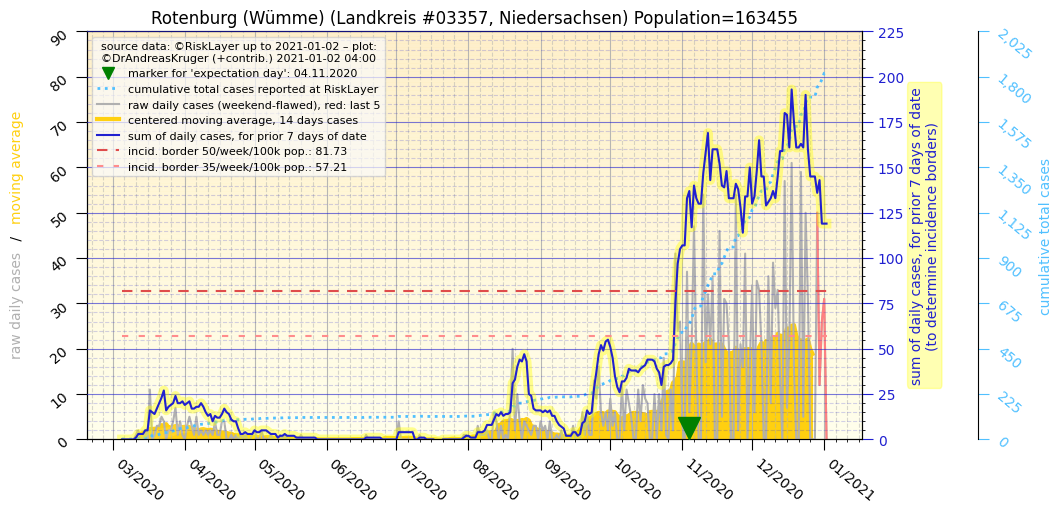 Rotenburg (Wümme) (Landkreis #03357, Niedersachsen) Population=163455
source data: ©RiskLayer up to 2021-01-02 – plot:
©DrAndreasKruger (+contrib.) 2021-01-02 04:00
marker for 'expectation day': 04.11.2020
cumulative total cases reported at RiskLayer
raw daily cases (weekend-flawed), red: last 5
centered moving average, 14 days cases
sum of daily cases, for prior 7 days of date
incid. border 50/week/100k pop.: 81.73
incid. border 35/week/100k pop.: 57.21
raw daily cases / moving average
90
80
70
60
50
40
30
20
10
0
03/2020
04/2020
05/2020
06/2020
07/2020
08/2020
09/2020
10/2020
11/2020
12/2020
01/2021
225
200
175
150
125
100
75
50
25
0
sum of daily cases, for prior 7 days of date
(to determine incidence borders)
2,025
1,800
1,575
1,350
1,125
900
675
450
225
0
cumulative total cases